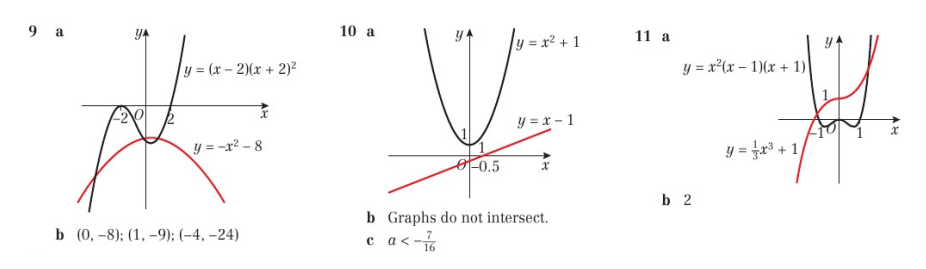 9 a
y
y = (x – 2)(x + 2)²
–2 O 2 x
y = –x² – 8
b (0, –8); (1, –9); (–4, –24)
10 a
y
y = x² + 1
y = x – 1
1
1
O –0.5 x
b Graphs do not intersect.
c a < –7/16
11 a
y
y = x²(x – 1)(x + 1)
1
–1 O 1 x
y = 1/3x³ + 1
b 2